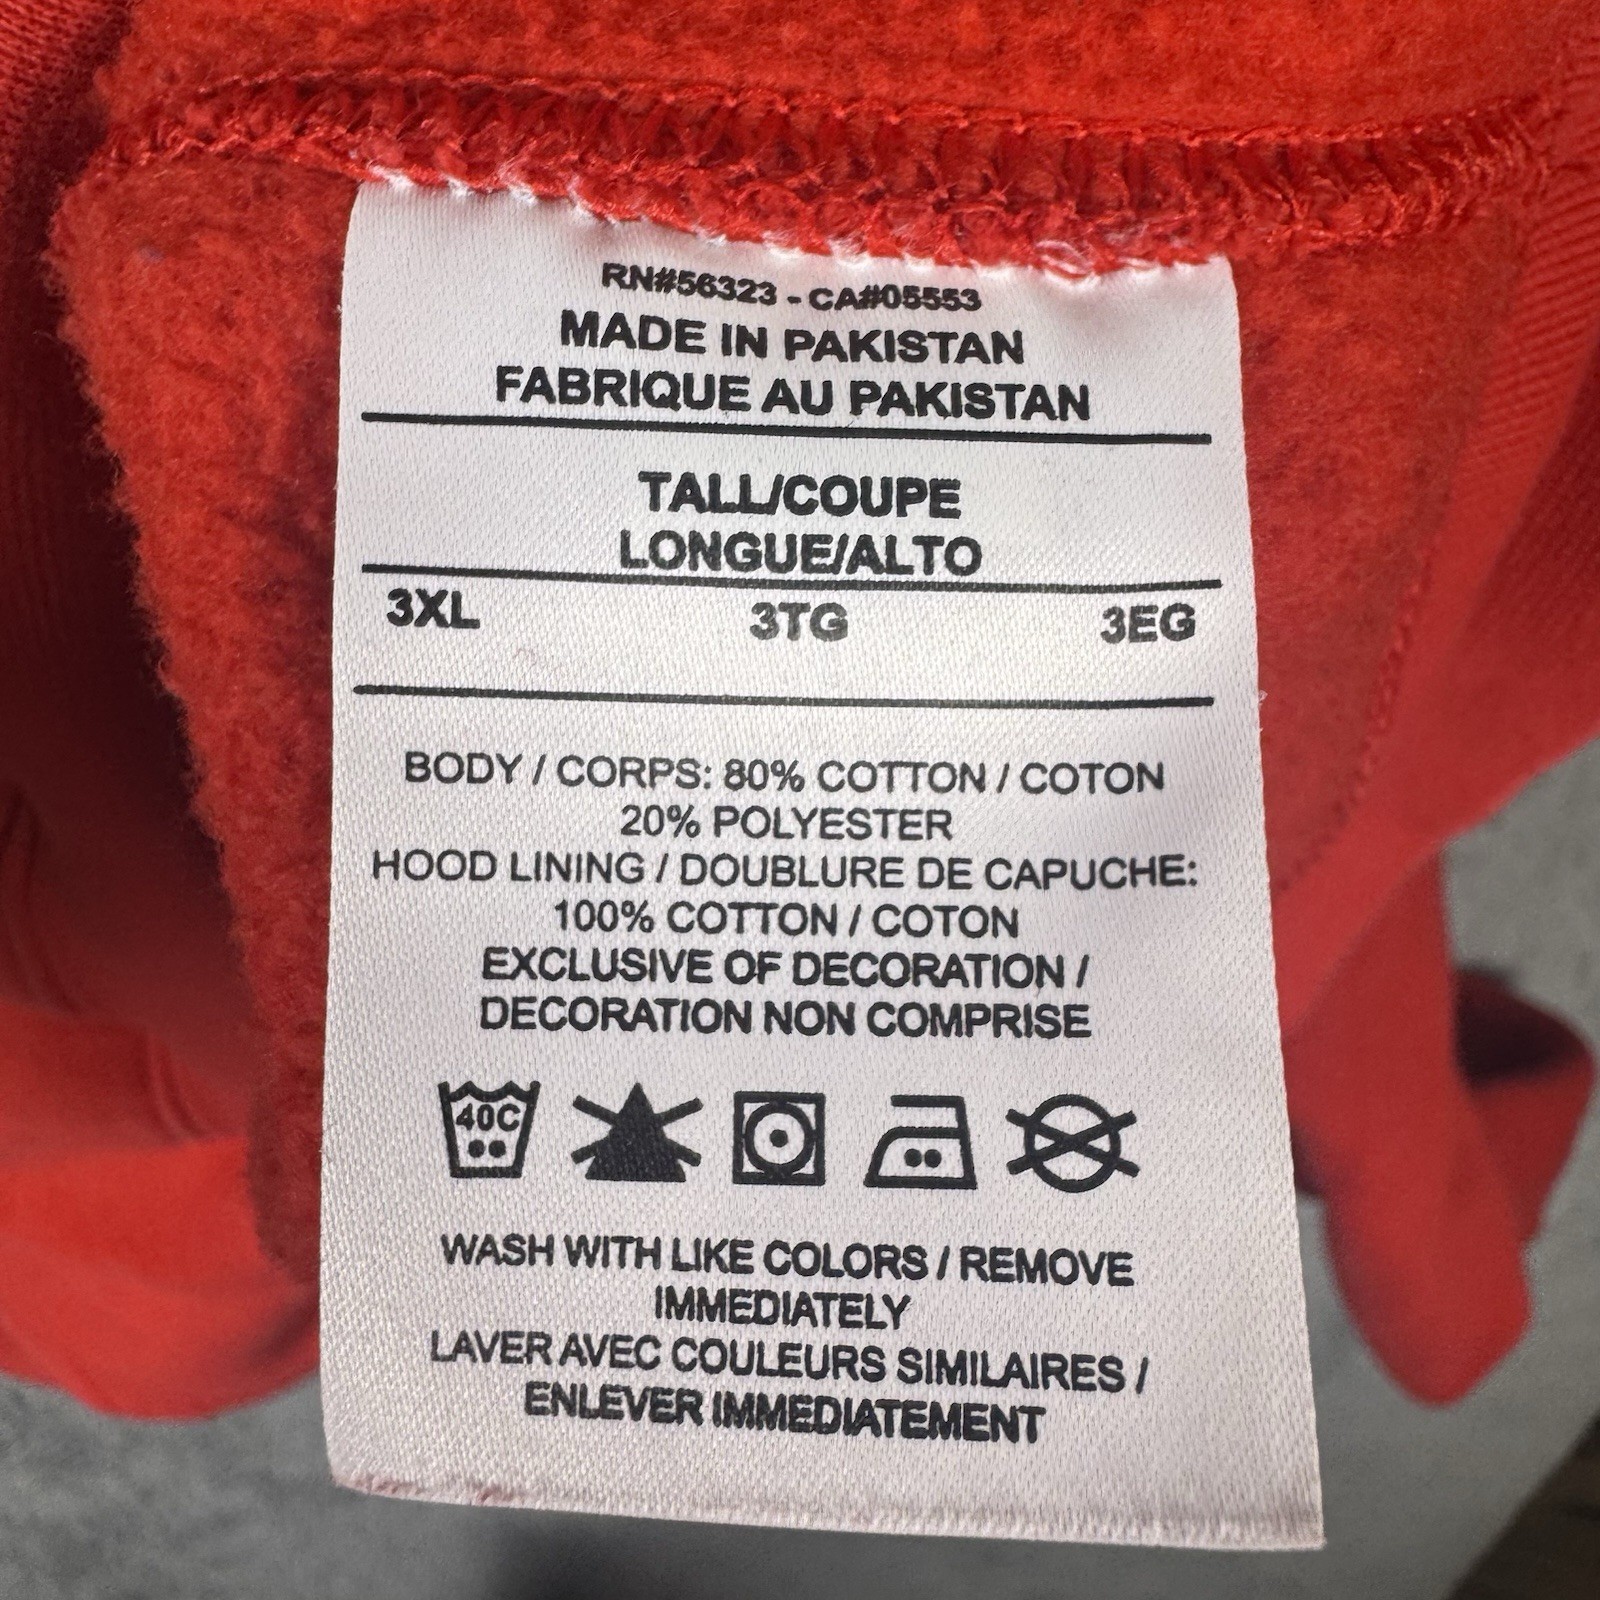 RN#56323 - CA#05553
MADE IN PAKISTAN
FABRIQUE AU PAKISTAN
TALL/COUPE
LONGUE/ALTO
3XL 3TG 3EG
BODY / CORPS: 80% COTTON / COTON
20% POLYESTER
HOOD LINING / DOUBLURE DE CAPUCHE:
100% COTTON / COTON
EXCLUSIVE OF DECORATION /
DECORATION NON COMPRISE
40C
WASH WITH LIKE COLORS / REMOVE
IMMEDIATELY
LAVER AVEC COULEURS SIMILAIRES /
ENLEVER IMMEDIATEMENT